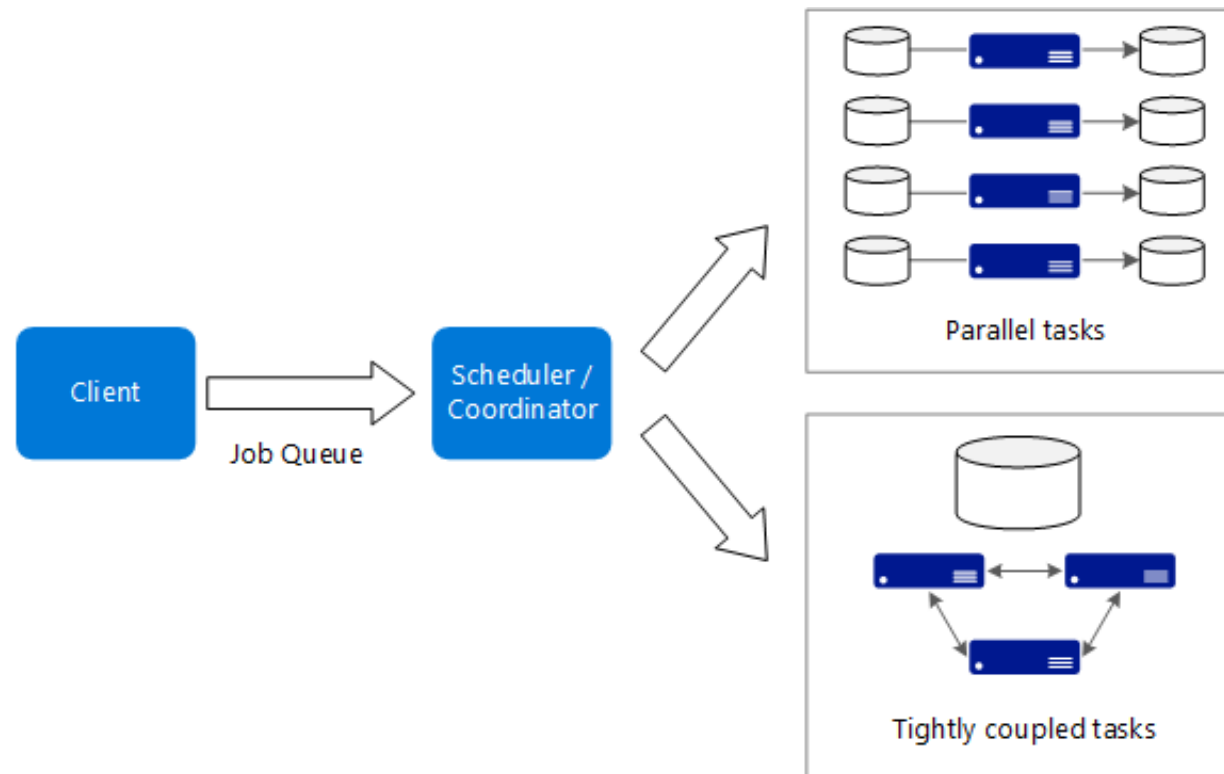 Client
Job Queue
Scheduler /
Coordinator
Parallel tasks
Tightly coupled tasks